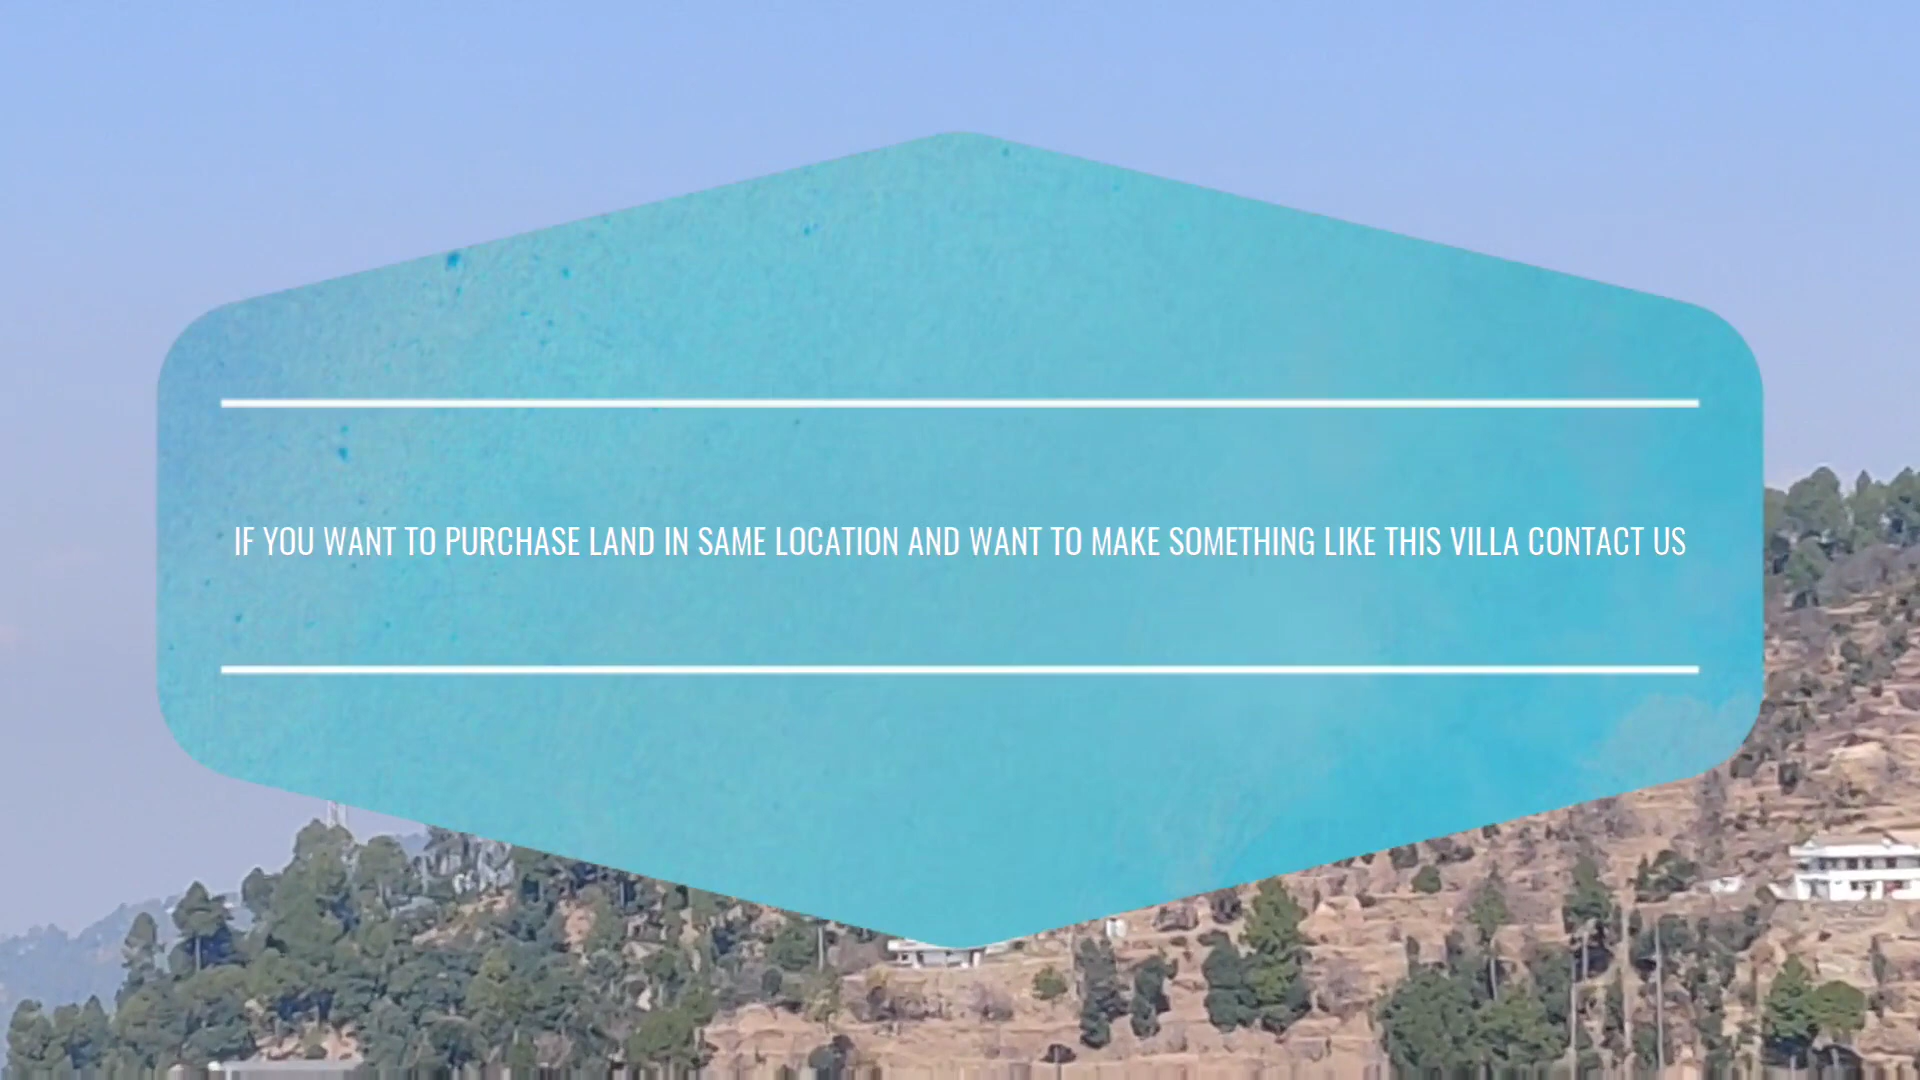 IF YOU WANT TO PURCHASE LAND IN SAME LOCATION AND WANT TO MAKE SOMETHING LIKE THIS VILLA CONTACT US